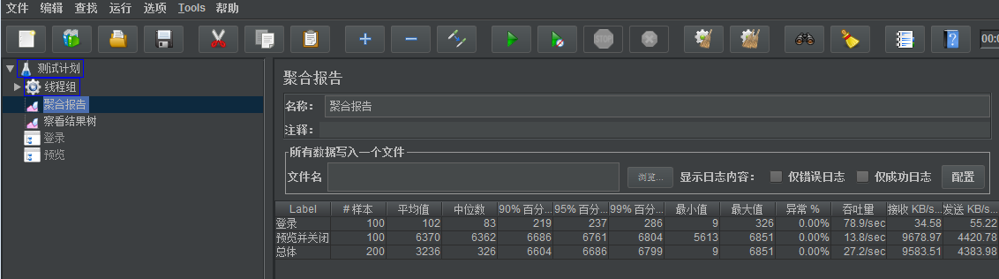 文件 编辑 查找 运行 选项 Tools 帮助
00:0
测试计划
线程组
聚合报告
察看结果树
登录
预览
聚合报告
名称: 聚合报告
注释:
所有数据写入一个文件
文件名 浏览... 显示日志内容: 仅错误日志 仅成功日志 配置
Label # 样本 平均值 中位数 90% 百分... 95% 百分... 99% 百分... 最小值 最大值 异常 % 吞吐量 接收 KB/s... 发送 KB/s...
登录 100 102 83 219 237 286 9 326 0.00% 78.9/sec 34.58 55.22
预览并关闭 100 6370 6362 6686 6761 6804 5613 6851 0.00% 13.8/sec 9678.97 4420.78
总体 200 3236 326 6604 6686 6799 9 6851 0.00% 27.2/sec 9583.51 4383.98